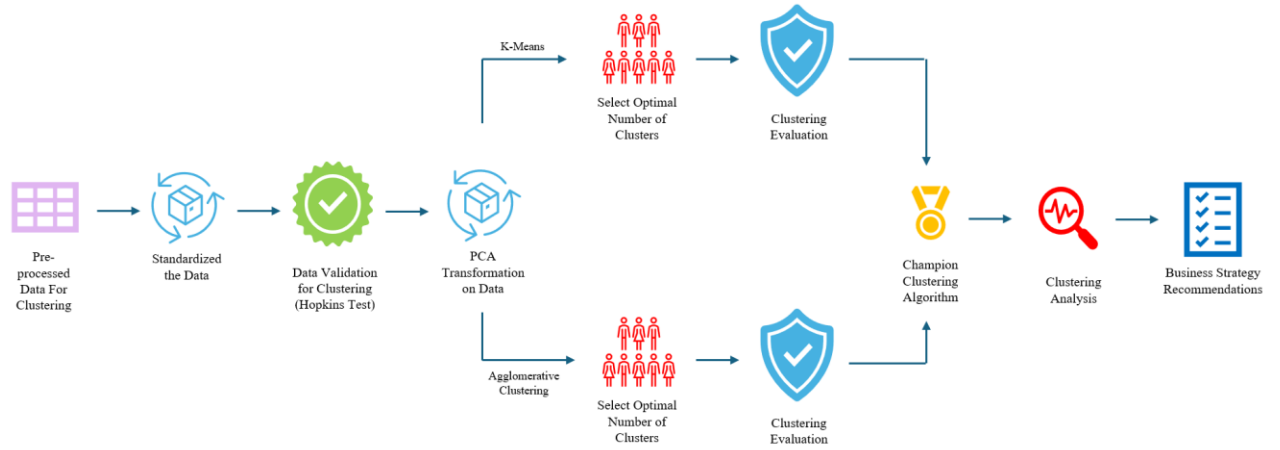 K-Means
Select Optimal
Number of
Clusters
Clustering
Evaluation
Pre-
processed
Data For
Clustering
Standardized
the Data
Data Validation
for Clustering
(Hopkins Test)
PCA
Transformation
on Data
Champion
Clustering
Algorithm
Clustering
Analysis
Business Strategy
Recommendations
Agglomerative
Clustering
Select Optimal
Number of
Clusters
Clustering
Evaluation